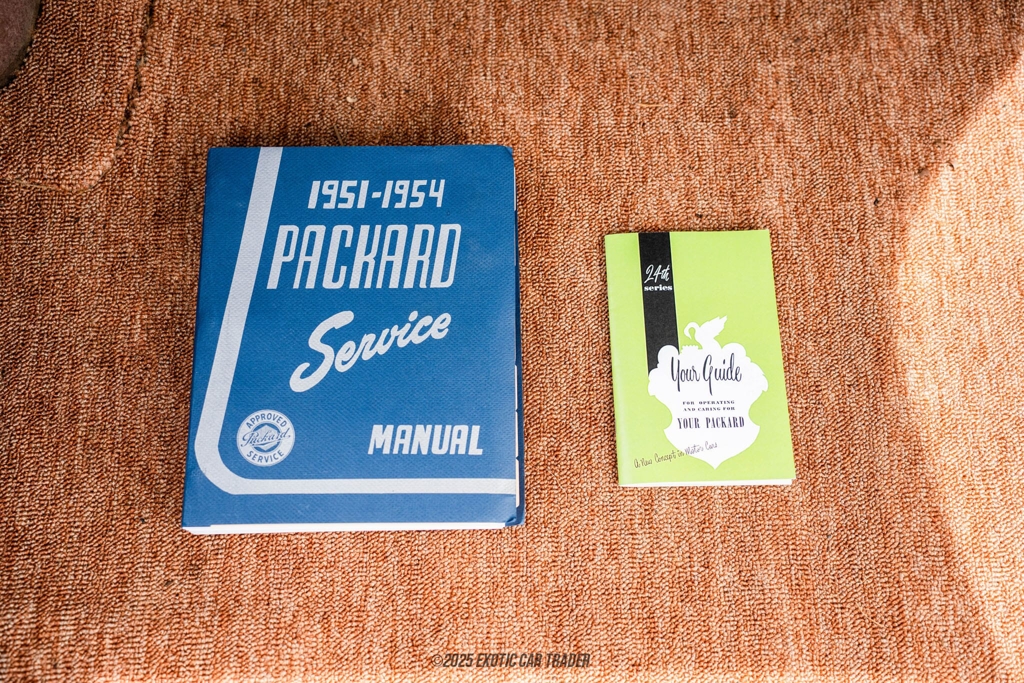 1951-1954
PACKARD
Service
APPROVED
Packard
SERVICE
MANUAL
24th
series
Your Guide
FOR OPERATING
AND CARING FOR
YOUR PACKARD
A New Concept in Motor Cars
©2025 EXOTIC CAR TRADER